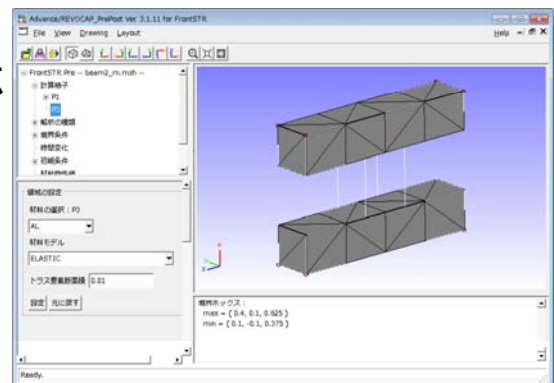 Advance/REVOCAP_PrePost Ver. 3.1.11 for FrontSTR
File View Drawing Layout Help
FrontSTR Pre -- beam2_m.msh --
計算格子
P1
解析の種類
境界条件
時間変化
初期条件
領域の設定
材料の選択 : P0
AL
材料モデル
ELASTIC
トラス要素断面積 0.01
設定 元に戻す
境界ボックス :
max = ( 0.4, 0.1, 0.625 )
min = ( 0.1, -0.1, 0.375 )
Ready.